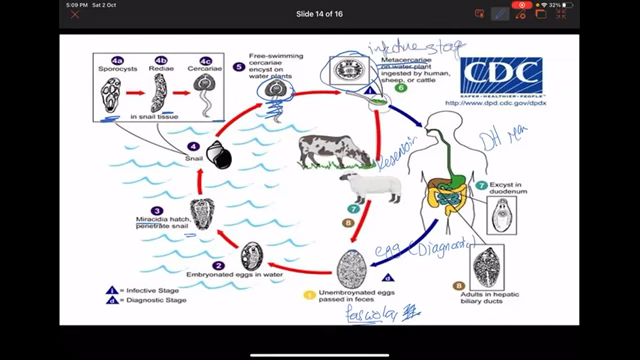 5:09 PM Sat 2 Oct
Slide 14 of 16
32%
infective stage
4a
Sporocysts
4b
Rediae
4c
Cercariae
in snail tissue
5
Free-swimming
cercariae
encyst on
water plants
Metacercariae
on water plant
ingested by human,
sheep, or cattle
6
i
CDC
SAFER • HEALTHIER • PEOPLE
http://www.dpd.cdc.gov/dpdx
DH Man
Reservoir
4
Snail
3
Miracidia hatch,
penetrate snail
7
8
7
Excyst in
duodenum
egg (Diagnostic)
2
Embryonated eggs in water
d
8
Adults in hepatic
biliary ducts
i = Infective Stage
d = Diagnostic Stage
1
Unembryonated eggs
passed in feces